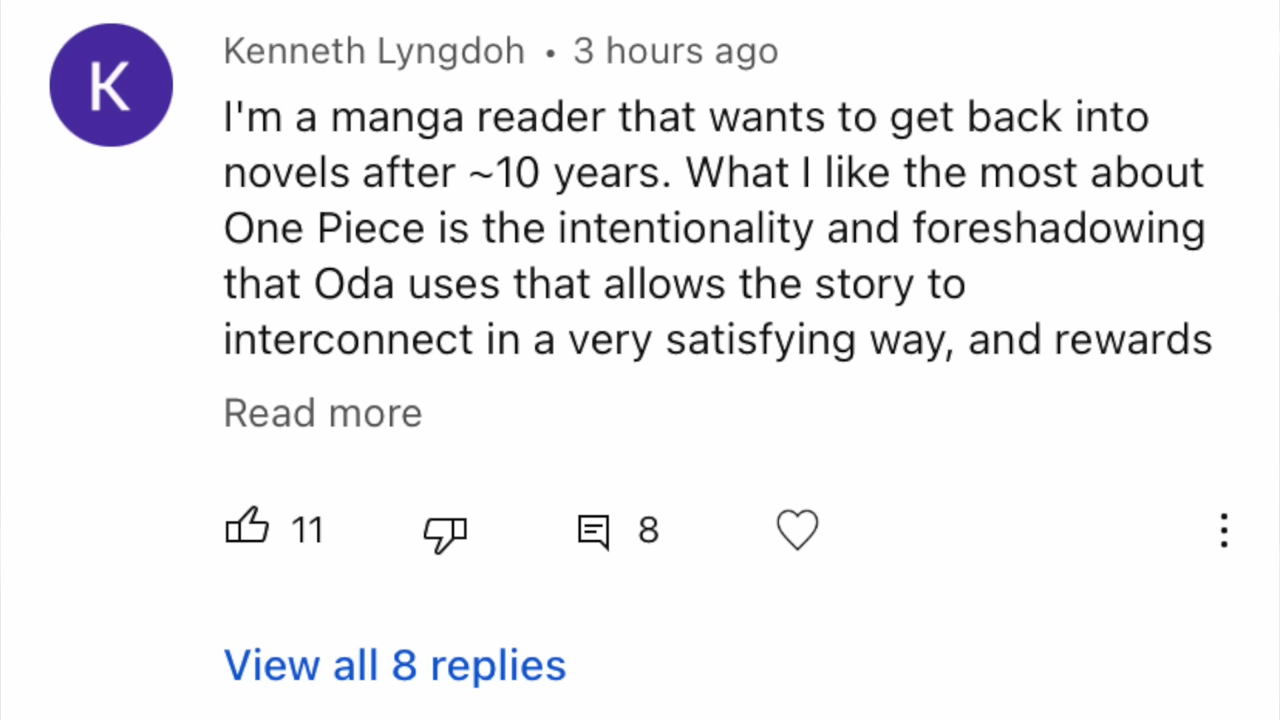 K
Kenneth Lyngdoh • 3 hours ago
I'm a manga reader that wants to get back into
novels after ~10 years. What I like the most about
One Piece is the intentionality and foreshadowing
that Oda uses that allows the story to
interconnect in a very satisfying way, and rewards
Read more
11
8
View all 8 replies